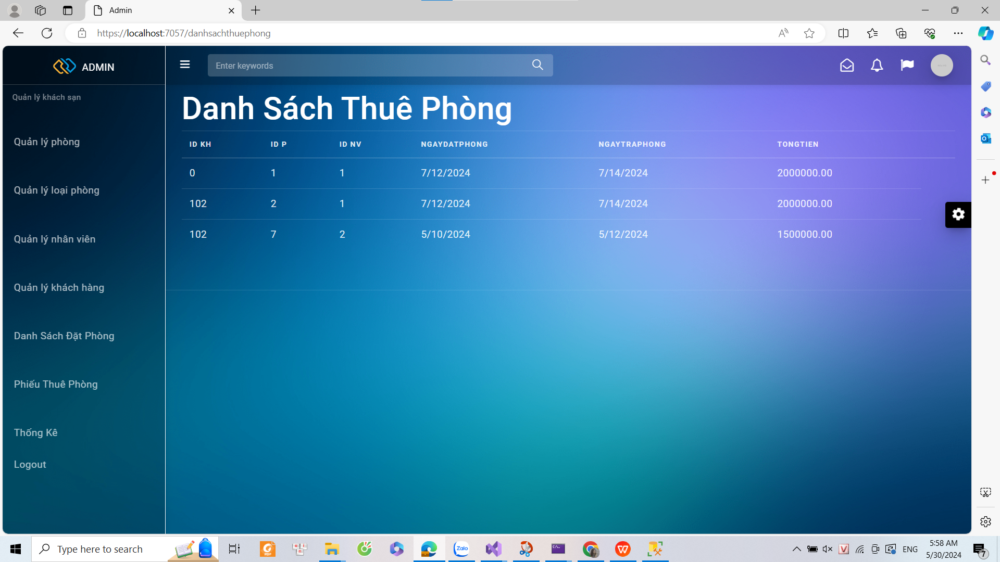 Admin
https://localhost:7057/danhsachthuephong
ADMIN
Enter keywords
Quản lý khách sạn
Quản lý phòng
Quản lý loại phòng
Quản lý nhân viên
Quản lý khách hàng
Danh Sách Đặt Phòng
Phiếu Thuê Phòng
Thống Kê
Logout
Danh Sách Thuê Phòng
ID KH ID P ID NV NGAYDATPHONG NGAYTRAPHONG TONGTIEN
0 1 1 7/12/2024 7/14/2024 2000000.00
102 2 1 7/12/2024 7/14/2024 2000000.00
102 7 2 5/10/2024 5/12/2024 1500000.00
Type here to search
Zalo
ENG
5:58 AM
5/30/2024
7